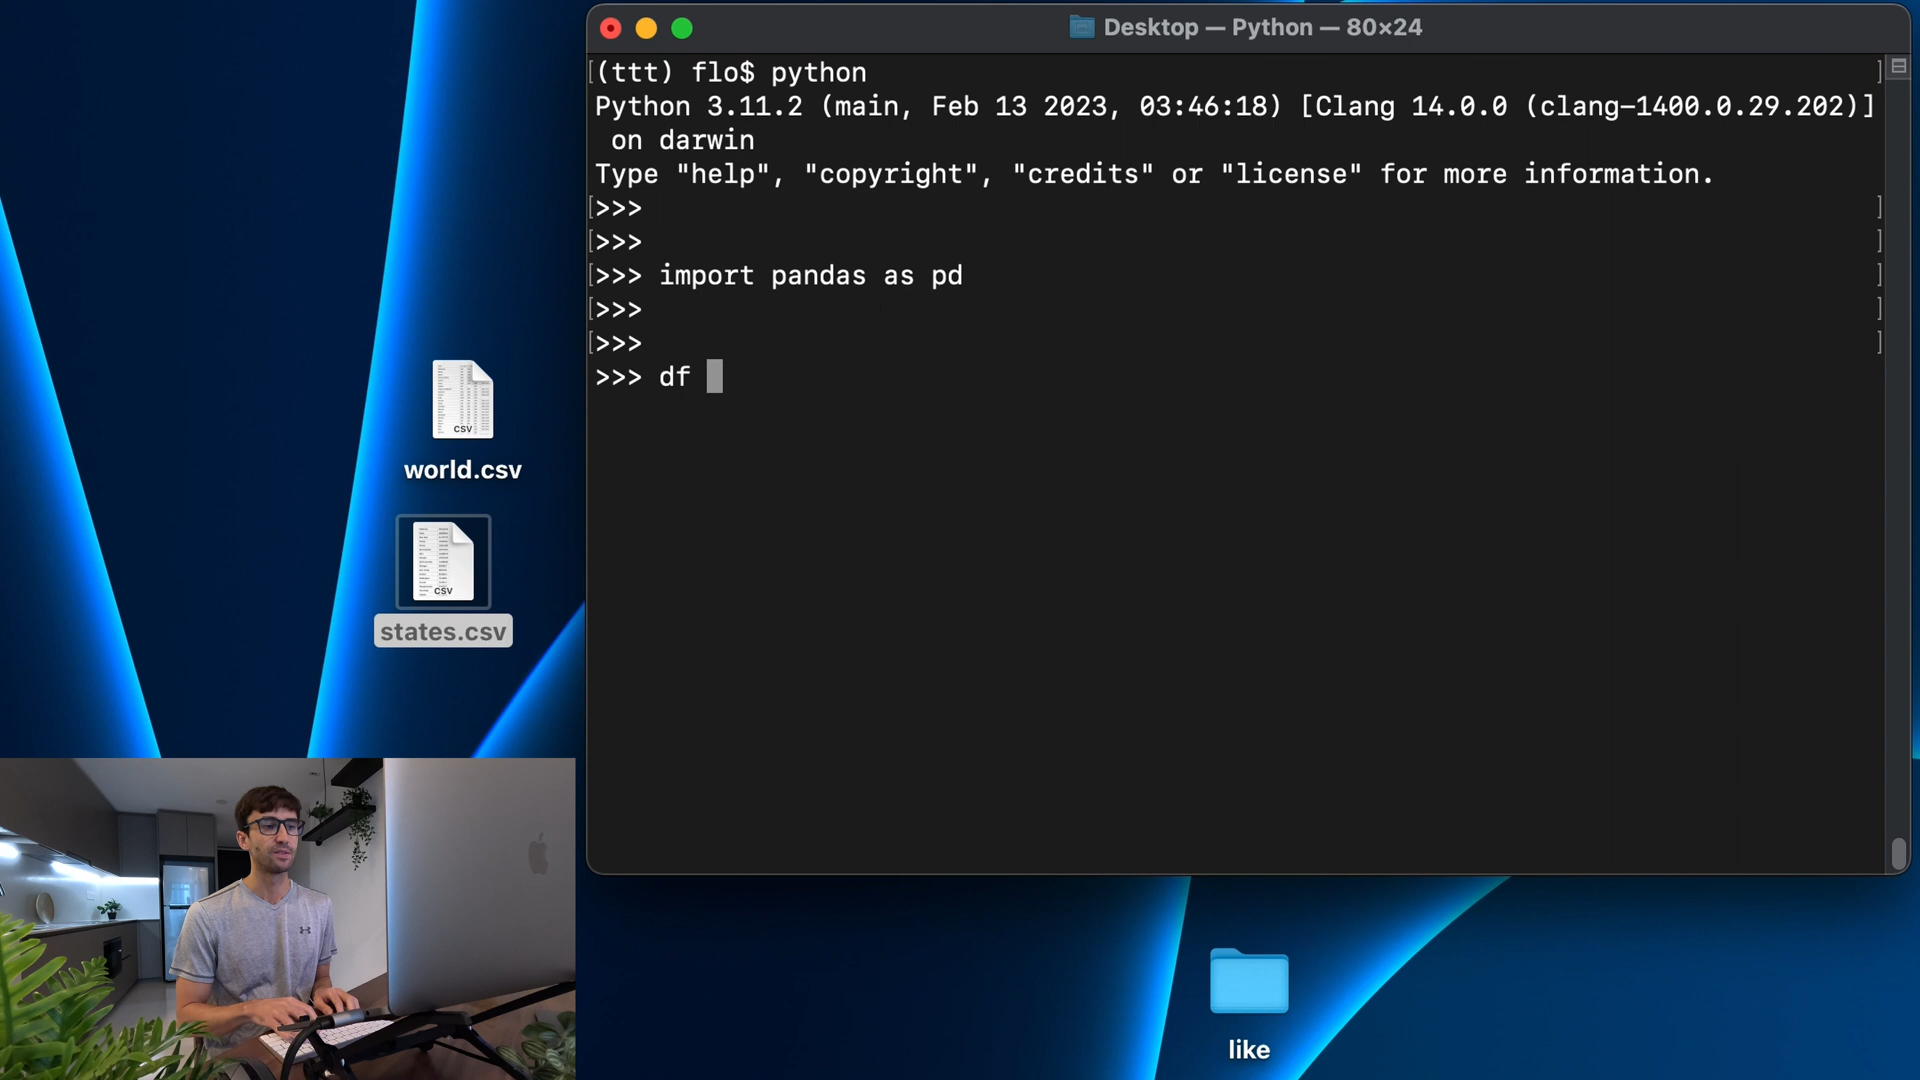 Desktop — Python — 80×24
[(ttt) flo$ python ]
Python 3.11.2 (main, Feb 13 2023, 03:46:18) [Clang 14.0.0 (clang-1400.0.29.202)]
 on darwin
Type "help", "copyright", "credits" or "license" for more information.
[>>> ]
[>>> ]
[>>> import pandas as pd ]
[>>> ]
[>>> ]
>>> df
CSV
world.csv
CSV
states.csv
like